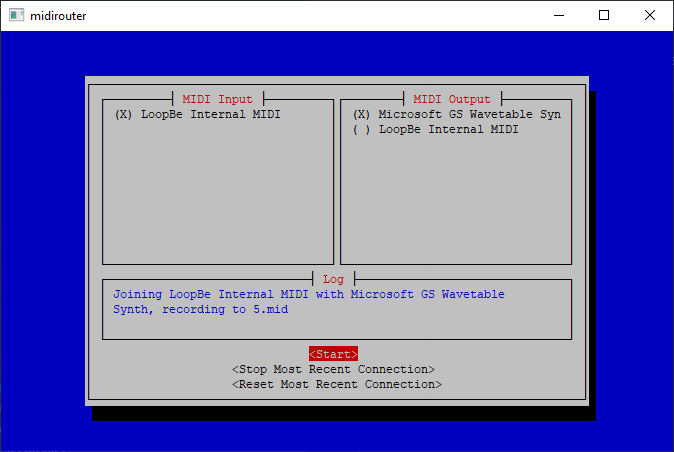 midirouter
MIDI Input
(X) LoopBe Internal MIDI
MIDI Output
(X) Microsoft GS Wavetable Syn
( ) LoopBe Internal MIDI
Log
Joining LoopBe Internal MIDI with Microsoft GS Wavetable
Synth, recording to 5.mid
<Start>
<Stop Most Recent Connection>
<Reset Most Recent Connection>